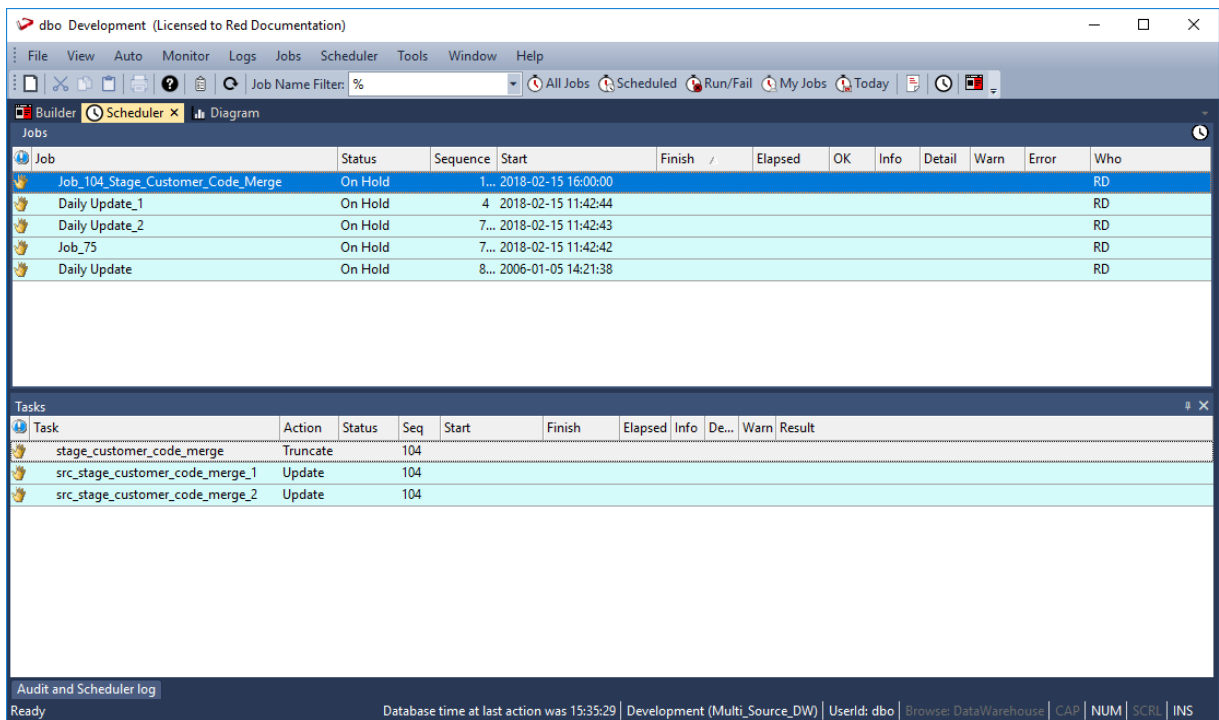 dbo Development (Licensed to Red Documentation)
File View Auto Monitor Logs Jobs Scheduler Tools Window Help
Job Name Filter: % All Jobs Scheduled Run/Fail My Jobs Today
Builder Scheduler Diagram
Jobs
Job Status Sequence Start Finish Elapsed OK Info Detail Warn Error Who
Job_104_Stage_Customer_Code_Merge On Hold 1... 2018-02-15 16:00:00 RD
Daily Update_1 On Hold 4 2018-02-15 11:42:44 RD
Daily Update_2 On Hold 7... 2018-02-15 11:42:43 RD
Job_75 On Hold 7... 2018-02-15 11:42:42 RD
Daily Update On Hold 8... 2006-01-05 14:21:38 RD
Tasks
Task Action Status Seq Start Finish Elapsed Info De... Warn Result
stage_customer_code_merge Truncate 104
src_stage_customer_code_merge_1 Update 104
src_stage_customer_code_merge_2 Update 104
Audit and Scheduler log
Ready Database time at last action was 15:35:29 Development (Multi_Source_DW) UserId: dbo Browse: DataWarehouse CAP NUM SCRL INS